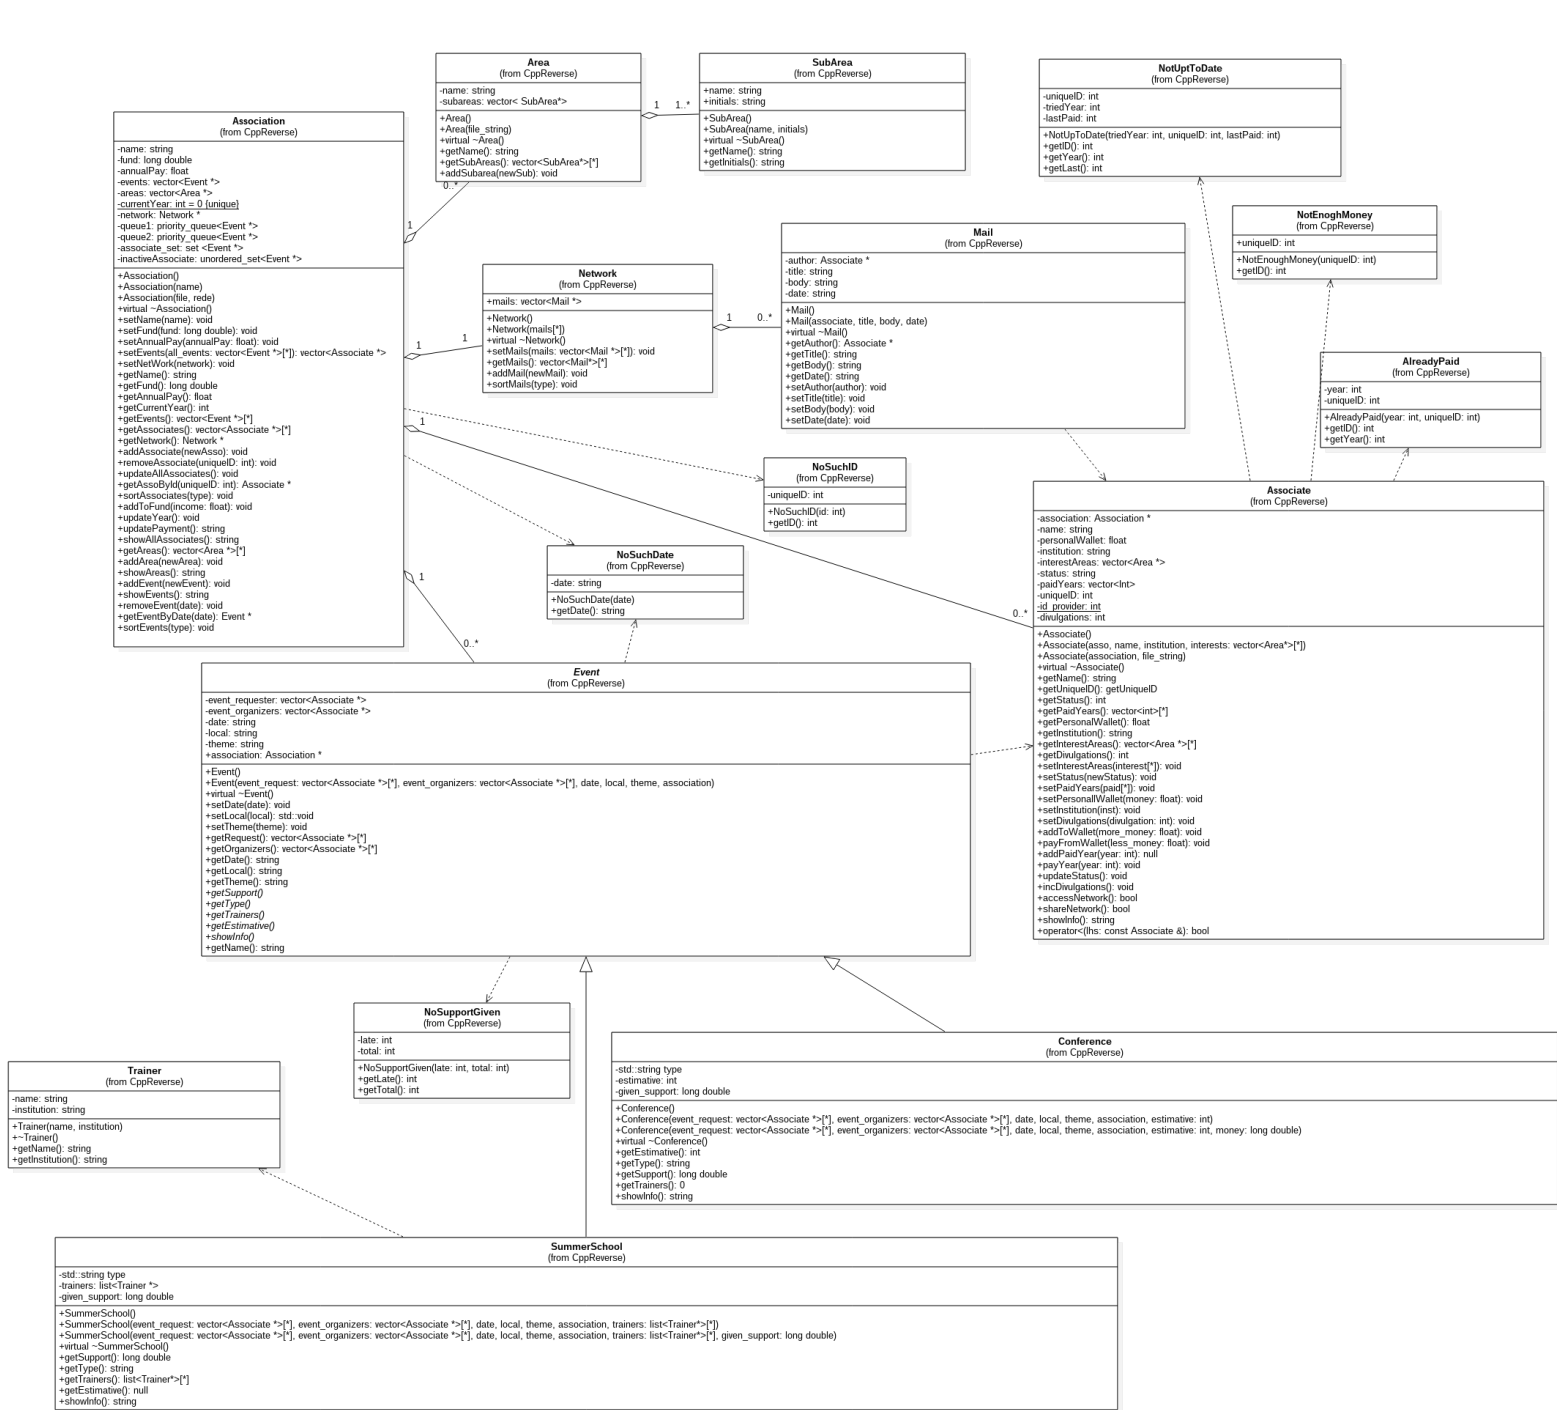 Area
(from CppReverse)
-name: string
-subareas: vector< SubArea*>
+Area()
+Area(file_string)
+virtual ~Area()
+getName(): string
+getSubAreas(): vector<SubArea*>[*]
+addSubarea(newSub): void
1
1..*
SubArea
(from CppReverse)
+name: string
+initials: string
+SubArea()
+SubArea(name, initials)
+virtual ~SubArea()
+getName(): string
+getInitials(): string
NotUptToDate
(from CppReverse)
-uniqueID: int
-triedYear: int
-lastPaid: int
+NotUpToDate(triedYear: int, uniqueID: int, lastPaid: int)
+getID(): int
+getYear(): int
+getLast(): int
Association
(from CppReverse)
-name: string
-fund: long double
-annualPay: float
-events: vector<Event *>
-areas: vector<Area *>
-currentYear: int = 0 {unique}
-network: Network *
-queue1: priority_queue<Event *>
-queue2: priority_queue<Event *>
-associate_set: set <Event *>
-inactiveAssociate: unordered_set<Event *>
+Association()
+Association(name)
+Association(file, rede)
+virtual ~Association()
+setName(name): void
+setFund(fund: long double): void
+setAnnualPay(annualPay: float): void
+setEvents(all_events: vector<Event *>[*]): vector<Associate *>
+setNetWork(network): void
+getName(): string
+getFund(): long double
+getAnnualPay(): float
+getCurrentYear(): int
+getEvents(): vector<Event *>[*]
+getAssociates(): vector<Associate *>[*]
+getNetwork(): Network *
+addAssociate(newAsso): void
+removeAssociate(uniqueID: int): void
+updateAllAssociates(): void
+getAssoById(uniqueID: int): Associate *
+sortAssociates(type): void
+addToFund(income: float): void
+updateYear(): void
+updatePayment(): string
+showAllAssociates(): string
+getAreas(): vector<Area *>[*]
+addArea(newArea): void
+showAreas(): string
+addEvent(newEvent): void
+showEvents(): string
+removeEvent(date): void
+getEventByDate(date): Event *
+sortEvents(type): void
0..*
1
1
1
1
1
0..*
0..*
Network
(from CppReverse)
+mails: vector<Mail *>
+Network()
+Network(mails[*])
+virtual ~Network()
+setMails(mails: vector<Mail *>[*]): void
+getMails(): vector<Mail*>[*]
+addMail(newMail): void
+sortMails(type): void
1
0..*
Mail
(from CppReverse)
-author: Associate *
-title: string
-body: string
-date: string
+Mail()
+Mail(associate, title, body, date)
+virtual ~Mail()
+getAuthor(): Associate *
+getTitle(): string
+getBody(): string
+getDate(): string
+setAuthor(author): void
+setTitle(title): void
+setBody(body): void
+setDate(date): void
NotEnoghMoney
(from CppReverse)
+uniqueID: int
+NotEnoughMoney(uniqueID: int)
+getID(): int
AlreadyPaid
(from CppReverse)
-year: int
-uniqueID: int
+AlreadyPaid(year: int, uniqueID: int)
+getID(): int
+getYear(): int
NoSuchID
(from CppReverse)
-uniqueID: int
+NoSuchID(id: int)
+getID(): int
NoSuchDate
(from CppReverse)
-date: string
+NoSuchDate(date)
+getDate(): string
Associate
(from CppReverse)
-association: Association *
-name: string
-personalWallet: float
-institution: string
-interestAreas: vector<Area *>
-status: string
-paidYears: vector<Int>
-uniqueID: int
-id_provider: int
-divulgations: int
+Associate()
+Associate(asso, name, institution, interests: vector<Area*>[*])
+Associate(association, file_string)
+virtual ~Associate()
+getName(): string
+getUniqueID(): getUniqueID
+getStatus(): int
+getPaidYears(): vector<int>[*]
+getPersonalWallet(): float
+getInstitution(): string
+getInterestAreas(): vector<Area *>[*]
+getDivulgations(): int
+setInterestAreas(interest[*]): void
+setStatus(newStatus): void
+setPaidYears(paid[*]): void
+setPersonallWallet(money: float): void
+setInstitution(inst): void
+setDivulgations(divulgation: int): void
+addToWallet(more_money: float): void
+payFromWallet(less_money: float): void
+addPaidYear(year: int): null
+payYear(year: int): void
+updateStatus(): void
+incDivulgations(): void
+accessNetwork(): bool
+shareNetwork(): bool
+showInfo(): string
+operator<(lhs: const Associate &): bool
Event
(from CppReverse)
-event_requester: vector<Associate *>
-event_organizers: vector<Associate *>
-date: string
-local: string
-theme: string
+association: Association *
+Event()
+Event(event_request: vector<Associate *>[*], event_organizers: vector<Associate *>[*], date, local, theme, association)
+virtual ~Event()
+setDate(date): void
+setLocal(local): std::void
+setTheme(theme): void
+getRequest(): vector<Associate *>[*]
+getOrganizers(): vector<Associate *>[*]
+getDate(): string
+getLocal(): string
+getTheme(): string
+getSupport()
+getType()
+getTrainers()
+getEstimative()
+showInfo()
+getName(): string
NoSupportGiven
(from CppReverse)
-late: int
-total: int
+NoSupportGiven(late: int, total: int)
+getLate(): int
+getTotal(): int
Conference
(from CppReverse)
-std::string type
-estimative: int
-given_support: long double
+Conference()
+Conference(event_request: vector<Associate *>[*], event_organizers: vector<Associate *>[*], date, local, theme, association, estimative: int)
+Conference(event_request: vector<Associate *>[*], event_organizers: vector<Associate *>[*], date, local, theme, association, estimative: int, money: long double)
+virtual ~Conference()
+getEstimative(): int
+getType(): string
+getSupport(): long double
+getTrainers(): 0
+showInfo(): string
Trainer
(from CppReverse)
-name: string
-institution: string
+Trainer(name, institution)
+~Trainer()
+getName(): string
+getInstitution(): string
SummerSchool
(from CppReverse)
-std::string type
-trainers: list<Trainer *>
-given_support: long double
+SummerSchool()
+SummerSchool(event_request: vector<Associate *>[*], event_organizers: vector<Associate *>[*], date, local, theme, association, trainers: list<Trainer*>[*])
+SummerSchool(event_request: vector<Associate *>[*], event_organizers: vector<Associate *>[*], date, local, theme, association, trainers: list<Trainer*>[*], given_support: long double)
+virtual ~SummerSchool()
+getSupport(): long double
+getType(): string
+getTrainers(): list<Trainer*>[*]
+getEstimative(): null
+showInfo(): string